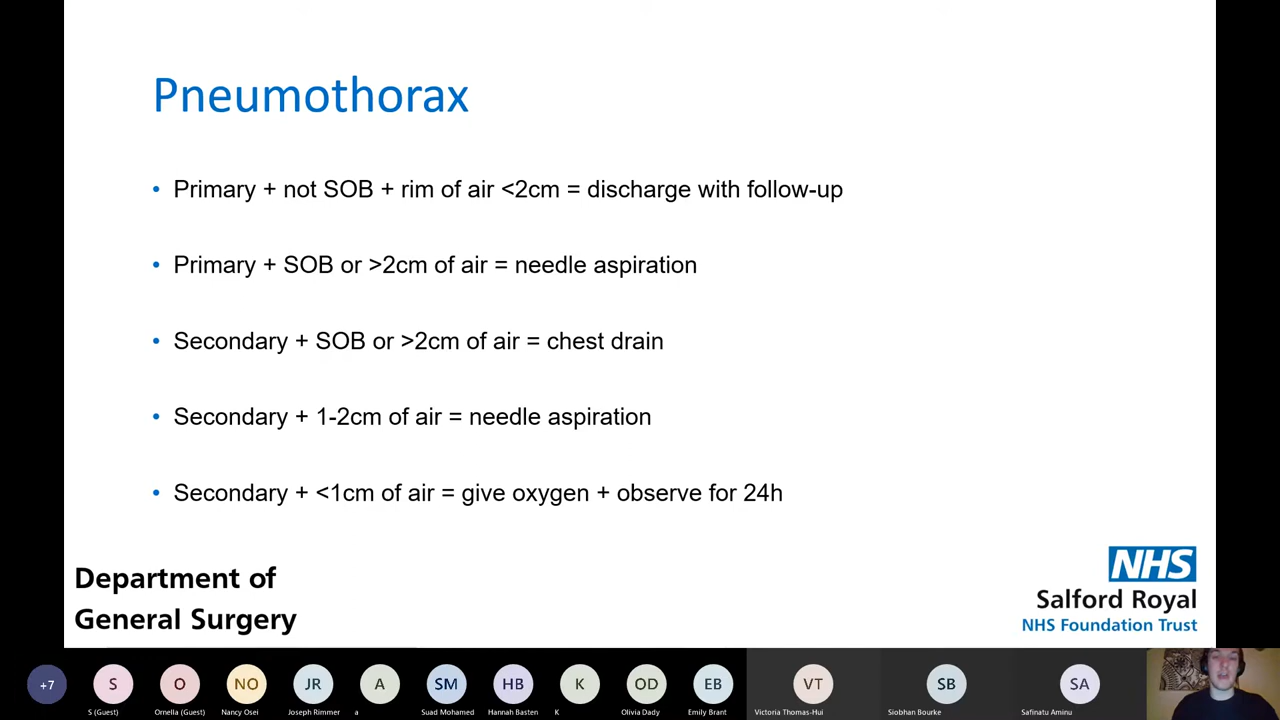 Pneumothorax
• Primary + not SOB + rim of air <2cm = discharge with follow-up
• Primary + SOB or >2cm of air = needle aspiration
• Secondary + SOB or >2cm of air = chest drain
• Secondary + 1-2cm of air = needle aspiration
• Secondary + <1cm of air = give oxygen + observe for 24h
Department of
General Surgery
NHS
Salford Royal
NHS Foundation Trust
+7 S O NO JR A SM HB K OD EB VT SB SA
S (Guest) Ornella (Guest) Nancy Osei Joseph Rimmer a Suad Mohamed Hannah Basten K Olivia Dady Emily Brant Victoria Thomas-Hui Siobhan Bourke Safinatu Aminu